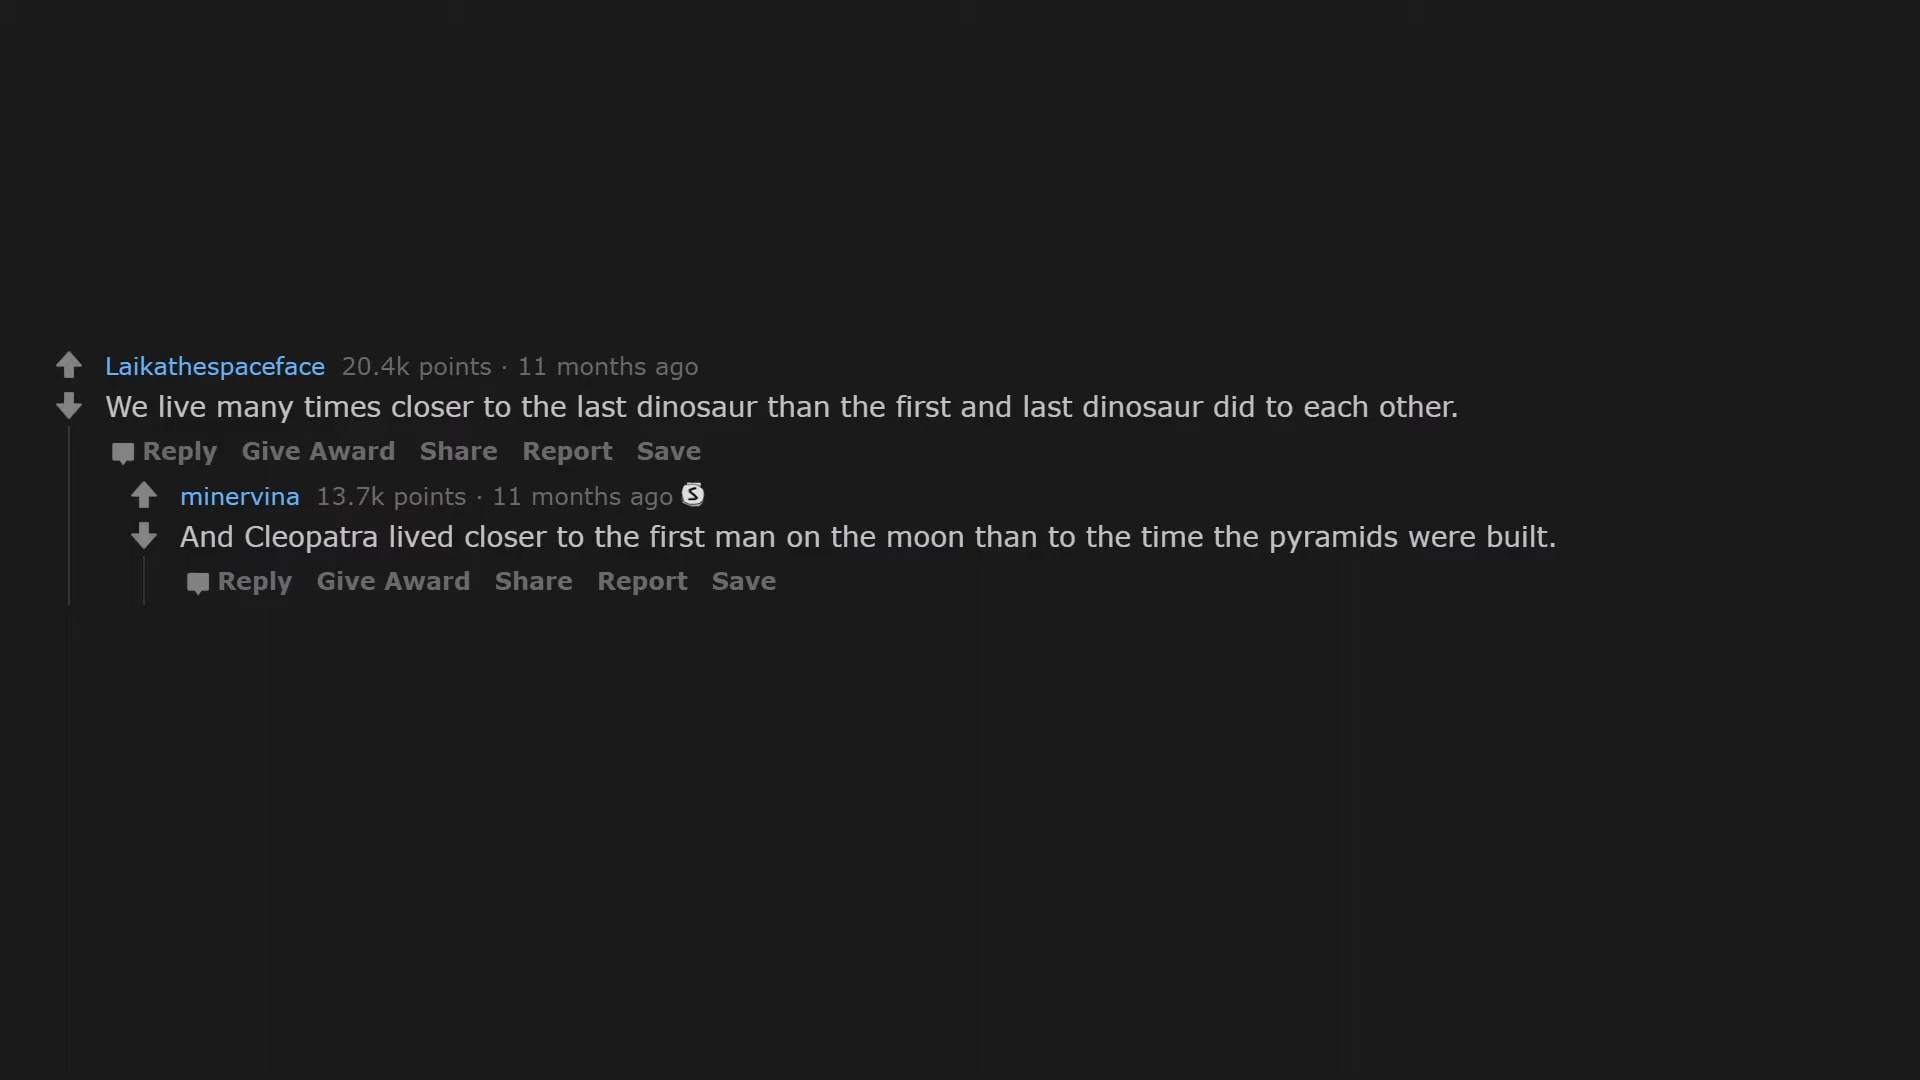 Laikathespaceface 20.4k points · 11 months ago
We live many times closer to the last dinosaur than the first and last dinosaur did to each other.
Reply Give Award Share Report Save
minervina 13.7k points · 11 months ago S
And Cleopatra lived closer to the first man on the moon than to the time the pyramids were built.
Reply Give Award Share Report Save